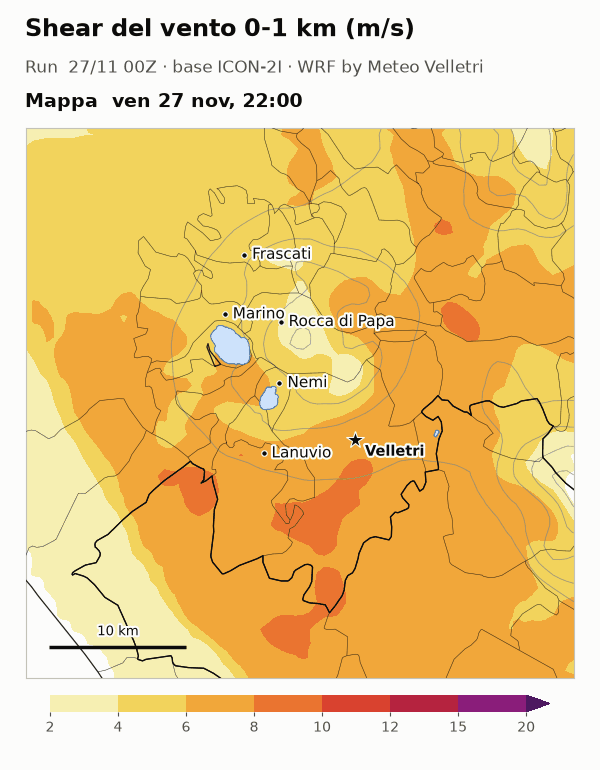 Shear del vento 0-1 km (m/s)
Run  27/11 00Z · base ICON-2I · WRF by Meteo Velletri
Mappa  ven 27 nov, 22:00
Frascati
Marino
Rocca di Papa
Nemi
Velletri
Lanuvio
10 km
2 4 6 8 10 12 15 20